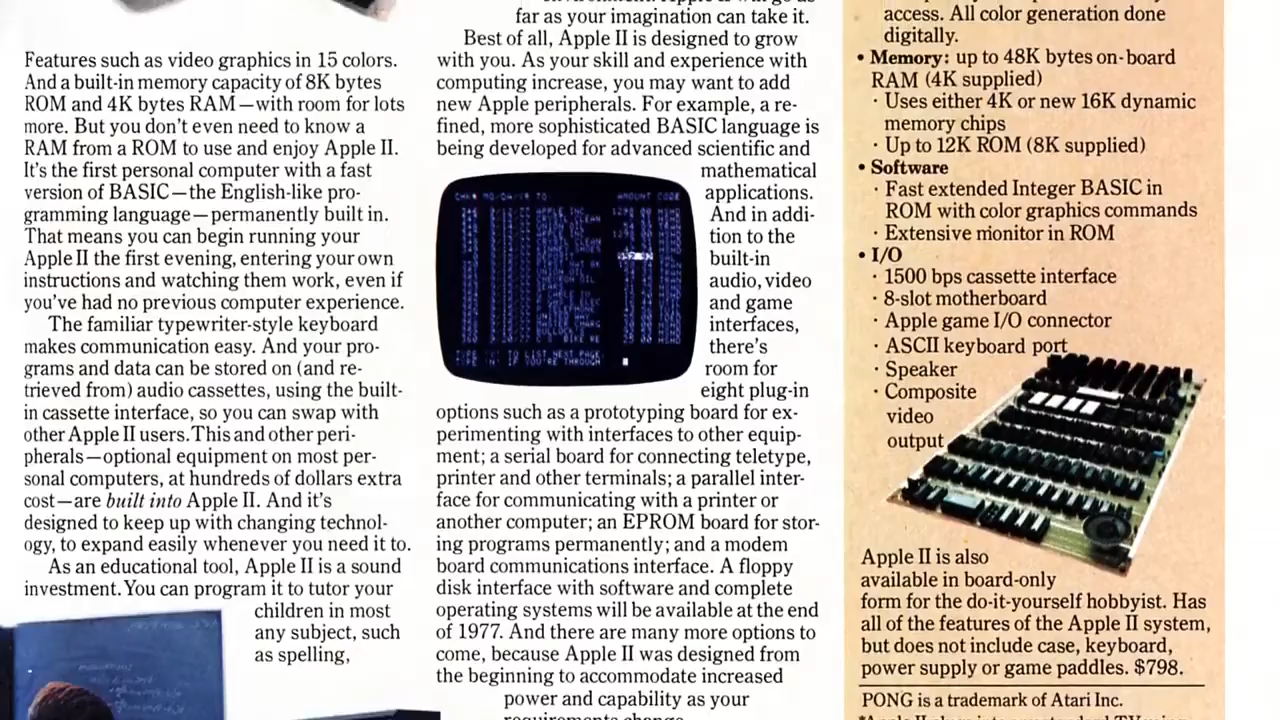 Features such as video graphics in 15 colors.
And a built-in memory capacity of 8K bytes
ROM and 4K bytes RAM—with room for lots
more. But you don't even need to know a
RAM from a ROM to use and enjoy Apple II.
It's the first personal computer with a fast
version of BASIC—the English-like pro-
gramming language—permanently built in.
That means you can begin running your
Apple II the first evening, entering your own
instructions and watching them work, even if
you've had no previous computer experience.
The familiar typewriter-style keyboard
makes communication easy. And your pro-
grams and data can be stored on (and re-
trieved from) audio cassettes, using the built-
in cassette interface, so you can swap with
other Apple II users. This and other peri-
pherals—optional equipment on most per-
sonal computers, at hundreds of dollars extra
cost—are built into Apple II. And it's
designed to keep up with changing technol-
ogy, to expand easily whenever you need it to.
As an educational tool, Apple II is a sound
investment. You can program it to tutor your
children in most
any subject, such
as spelling,
far as your imagination can take it.
Best of all, Apple II is designed to grow
with you. As your skill and experience with
computing increase, you may want to add
new Apple peripherals. For example, a re-
fined, more sophisticated BASIC language is
being developed for advanced scientific and
mathematical
applications.
And in addi-
tion to the
built-in
audio, video
and game
interfaces,
there's
room for
eight plug-in
options such as a prototyping board for ex-
perimenting with interfaces to other equip-
ment; a serial board for connecting teletype,
printer and other terminals; a parallel inter-
face for communicating with a printer or
another computer; an EPROM board for stor-
ing programs permanently; and a modem
board communications interface. A floppy
disk interface with software and complete
operating systems will be available at the end
of 1977. And there are many more options to
come, because Apple II was designed from
the beginning to accommodate increased
power and capability as your
requirements change.
AMOUNT CODE
access. All color generation done
digitally.
• Memory: up to 48K bytes on-board
RAM (4K supplied)
· Uses either 4K or new 16K dynamic
memory chips
· Up to 12K ROM (8K supplied)
• Software
· Fast extended Integer BASIC in
ROM with color graphics commands
· Extensive monitor in ROM
• I/O
· 1500 bps cassette interface
· 8-slot motherboard
· Apple game I/O connector
· ASCII keyboard port
· Speaker
· Composite
video
output
Apple II is also
available in board-only
form for the do-it-yourself hobbyist. Has
all of the features of the Apple II system,
but does not include case, keyboard,
power supply or game paddles. $798.
PONG is a trademark of Atari Inc.